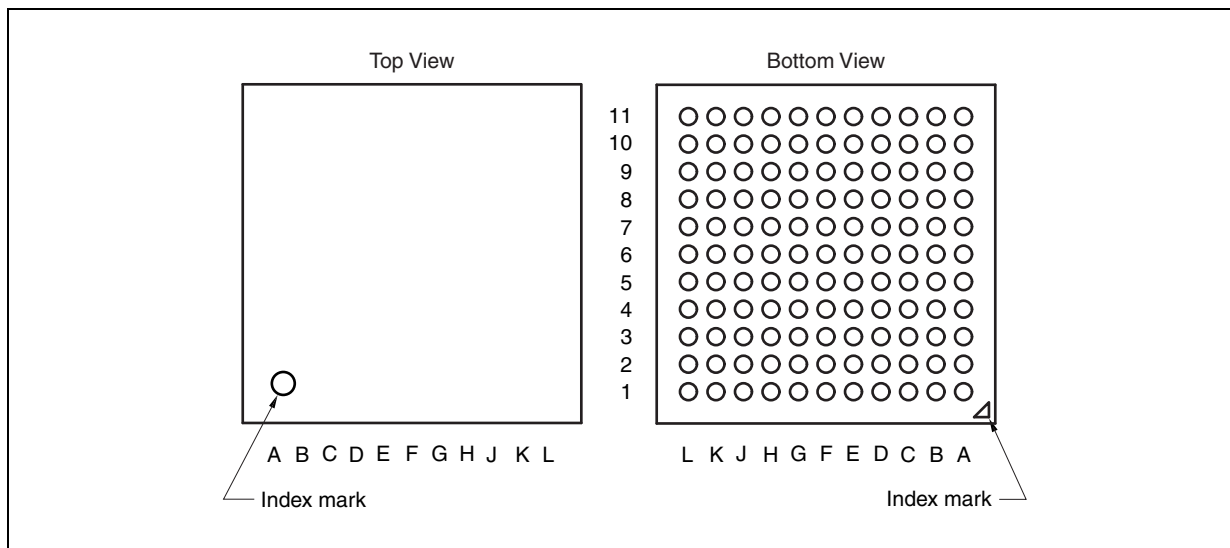 Top View
Bottom View
11
10
9
8
7
6
5
4
3
2
1
A B C D E F G H J K L
L K J H G F E D C B A
Index mark
Index mark